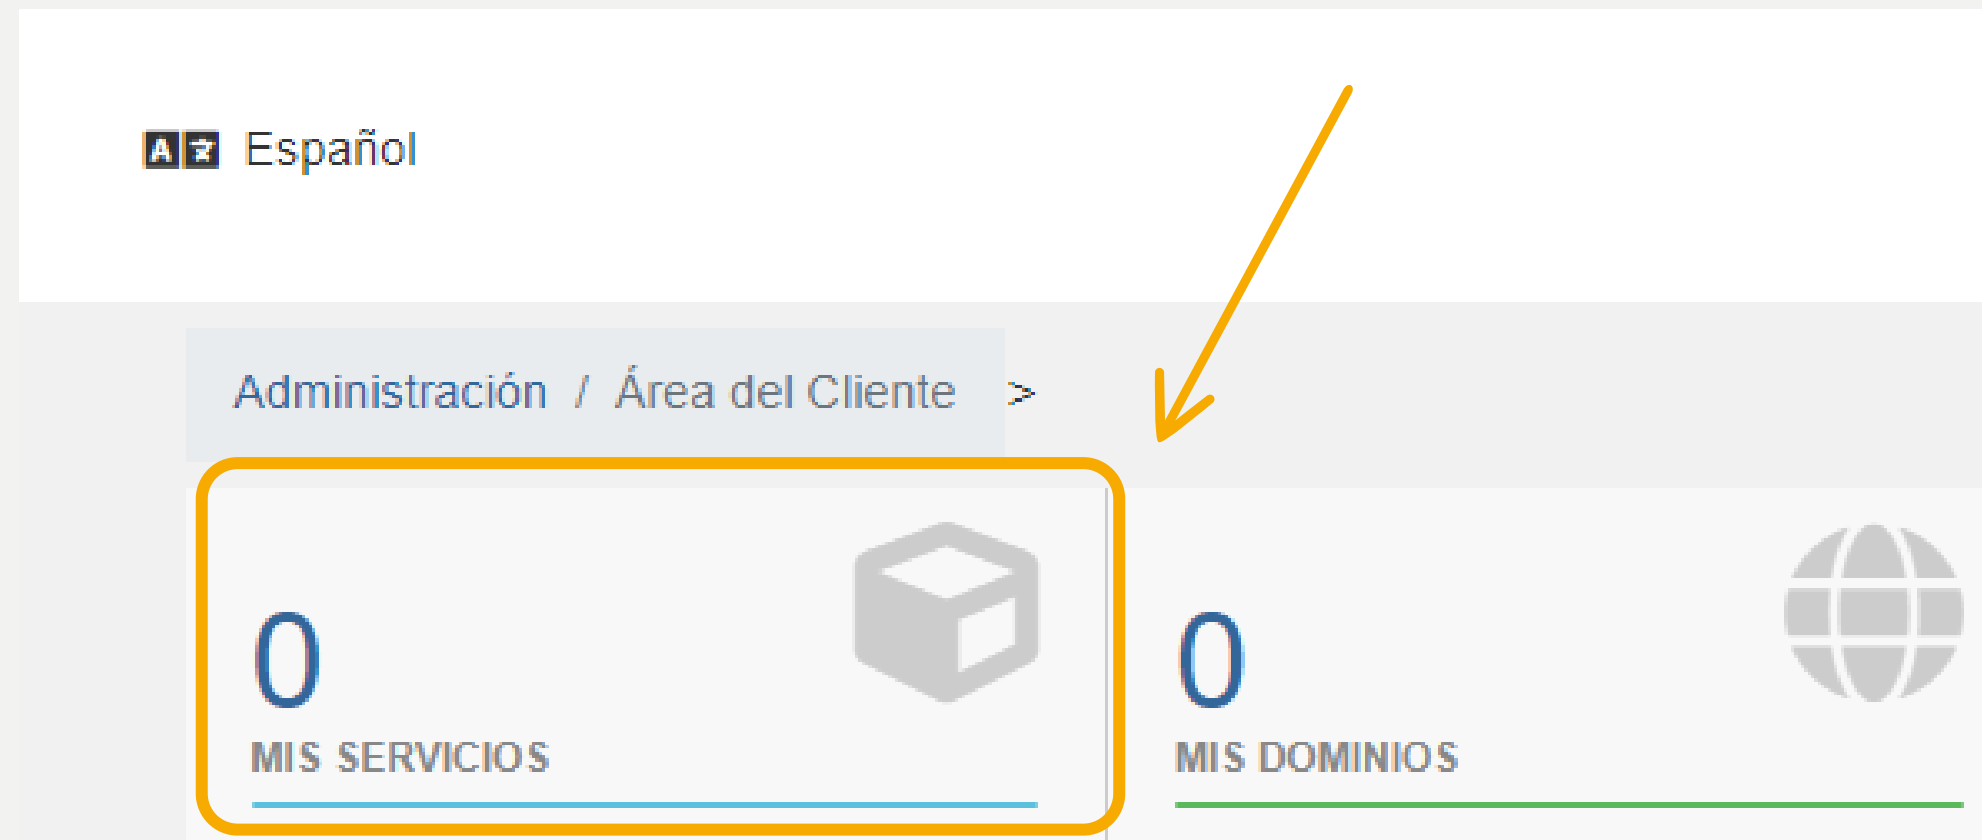 Español
Administración / Área del Cliente >
0
MIS SERVICIOS
0
MIS DOMINIOS